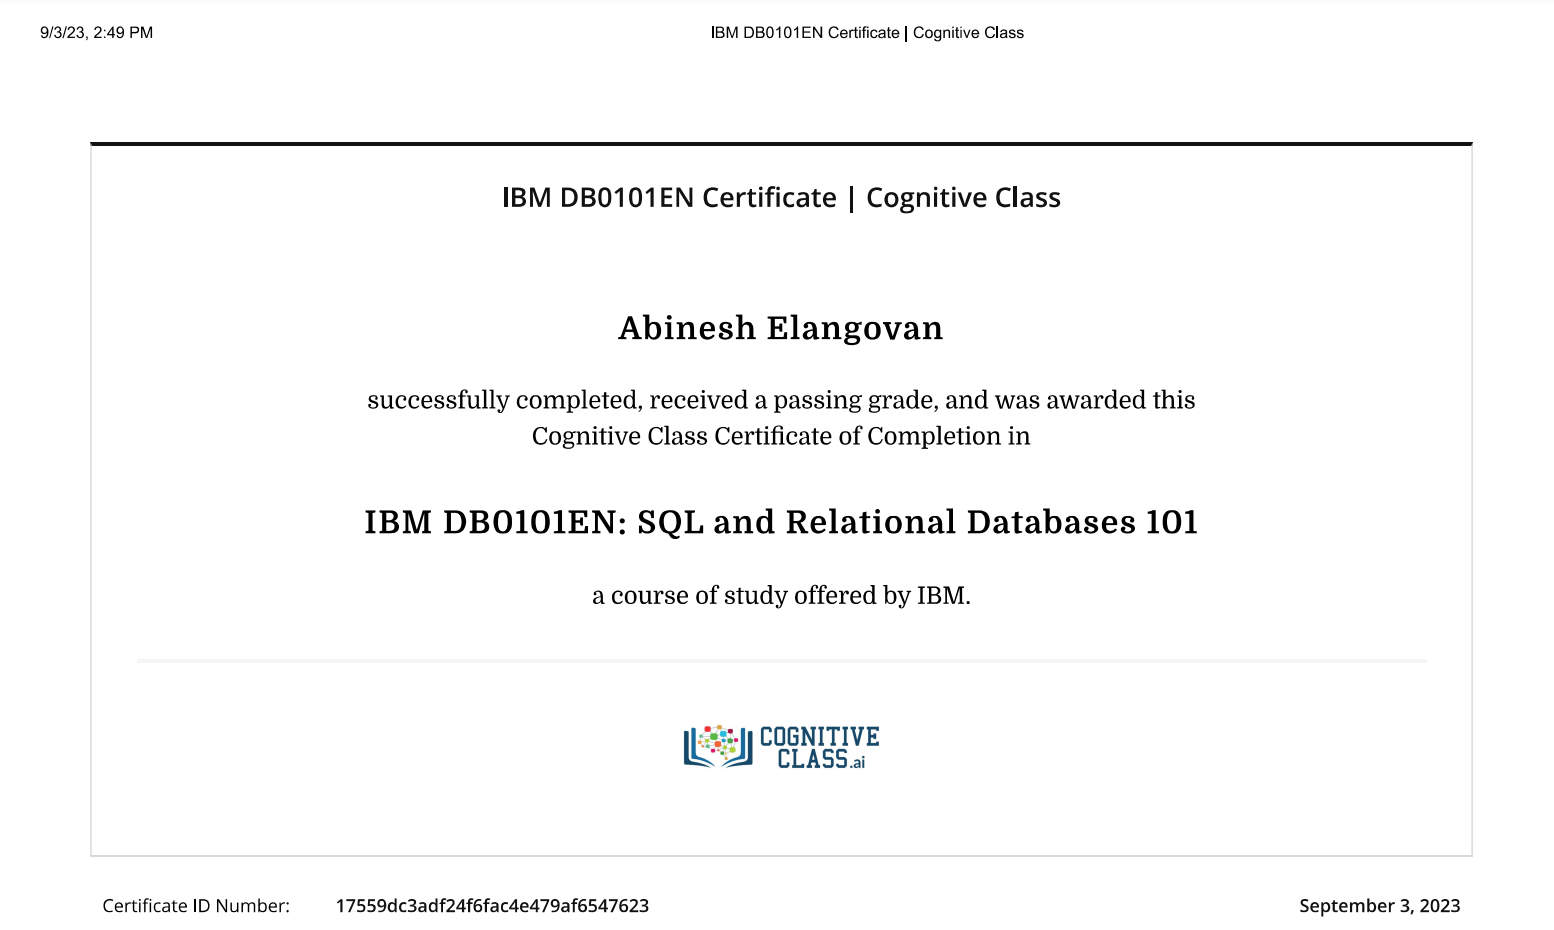 9/3/23, 2:49 PM
IBM DB0101EN Certificate | Cognitive Class
IBM DB0101EN Certificate | Cognitive Class
Abinesh Elangovan
successfully completed, received a passing grade, and was awarded this
Cognitive Class Certificate of Completion in
IBM DB0101EN: SQL and Relational Databases 101
a course of study offered by IBM.
COGNITIVE
CLASS.ai
Certificate ID Number: 17559dc3adf24f6fac4e479af6547623
September 3, 2023